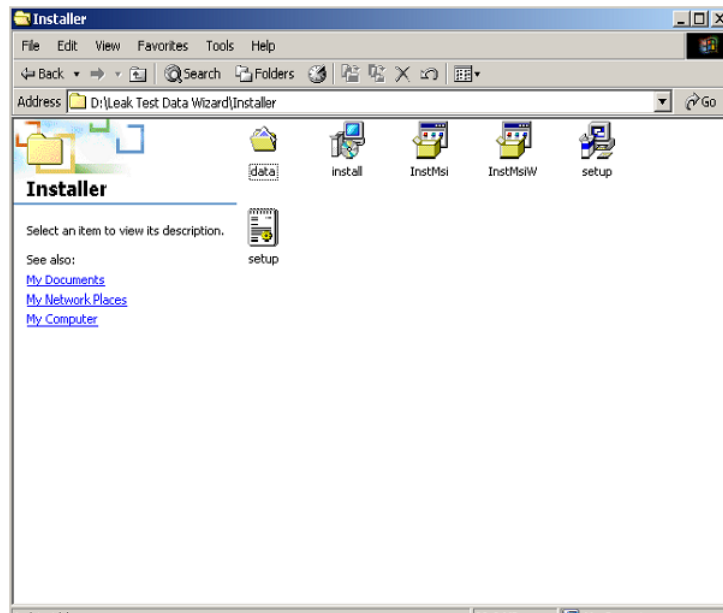 Installer
File Edit View Favorites Tools Help
Back Search Folders
Address D:\Leak Test Data Wizard\Installer Go
data install InstMsi InstMsiW setup
Installer
Select an item to view its description.
setup
See also:
My Documents
My Network Places
My Computer